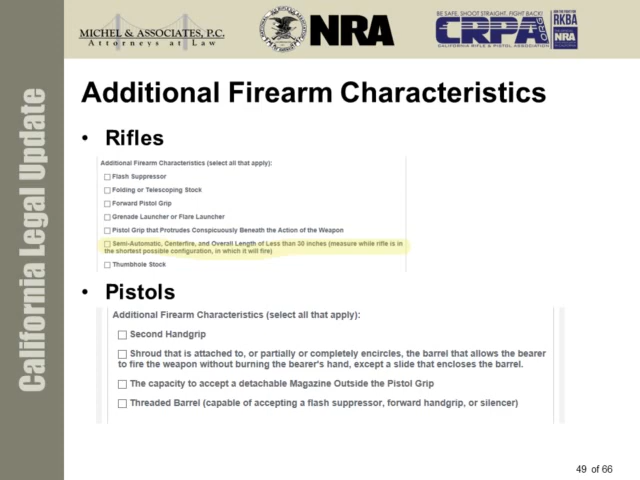 MICHEL & ASSOCIATES, P.C.
Attorneys at Law
NRA
BE SAFE, SHOOT STRAIGHT, FIGHT BACK!
CRPA.ORG
CALIFORNIA RIFLE & PISTOL ASSOCIATION
RKBA
NRA
California Legal Update
Additional Firearm Characteristics
• Rifles
Additional Firearm Characteristics (select all that apply):
Flash Suppressor
Folding or Telescoping Stock
Forward Pistol Grip
Grenade Launcher or Flare Launcher
Pistol Grip that Protrudes Conspicuously Beneath the Action of the Weapon
Semi-Automatic, Centerfire, and Overall Length of Less than 30 inches (measure while rifle is in
the shortest possible configuration, in which it will fire)
Thumbhole Stock
• Pistols
Additional Firearm Characteristics (select all that apply):
Second Handgrip
Shroud that is attached to, or partially or completely encircles, the barrel that allows the bearer
to fire the weapon without burning the bearer's hand, except a slide that encloses the barrel.
The capacity to accept a detachable Magazine Outside the Pistol Grip
Threaded Barrel (capable of accepting a flash suppressor, forward handgrip, or silencer)
49 of 66